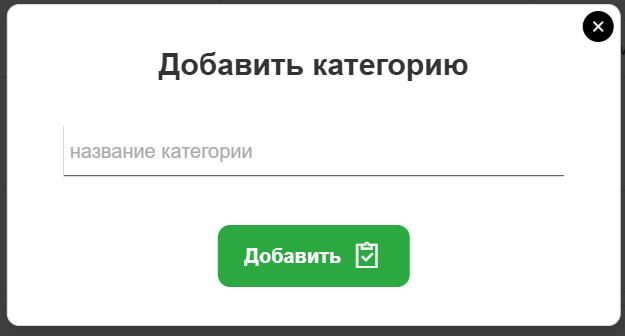 Добавить категорию
название категории
Добавить